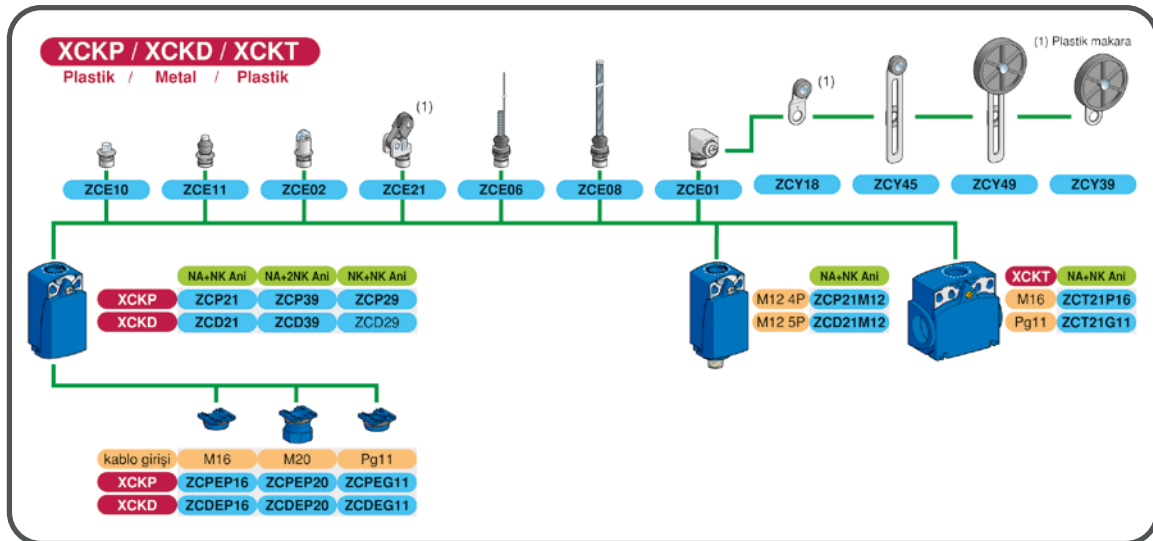 XCKP / XCKD / XCKT
Plastik / Metal / Plastik
(1) Plastik makara
(1)
(1)
ZCE10 ZCE11 ZCE02 ZCE21 ZCE06 ZCE08 ZCE01 ZCY18 ZCY45 ZCY49 ZCY39
NA+NK Ani NA+2NK Ani NK+NK Ani
XCKP ZCP21 ZCP39 ZCP29
XCKD ZCD21 ZCD39 ZCD29
NA+NK Ani
M12 4P ZCP21M12
M12 5P ZCD21M12
XCKT NA+NK Ani
M16 ZCT21P16
Pg11 ZCT21G11
kablo girişi M16 M20 Pg11
XCKP ZCPEP16 ZCPEP20 ZCPEG11
XCKD ZCDEP16 ZCDEP20 ZCDEG11